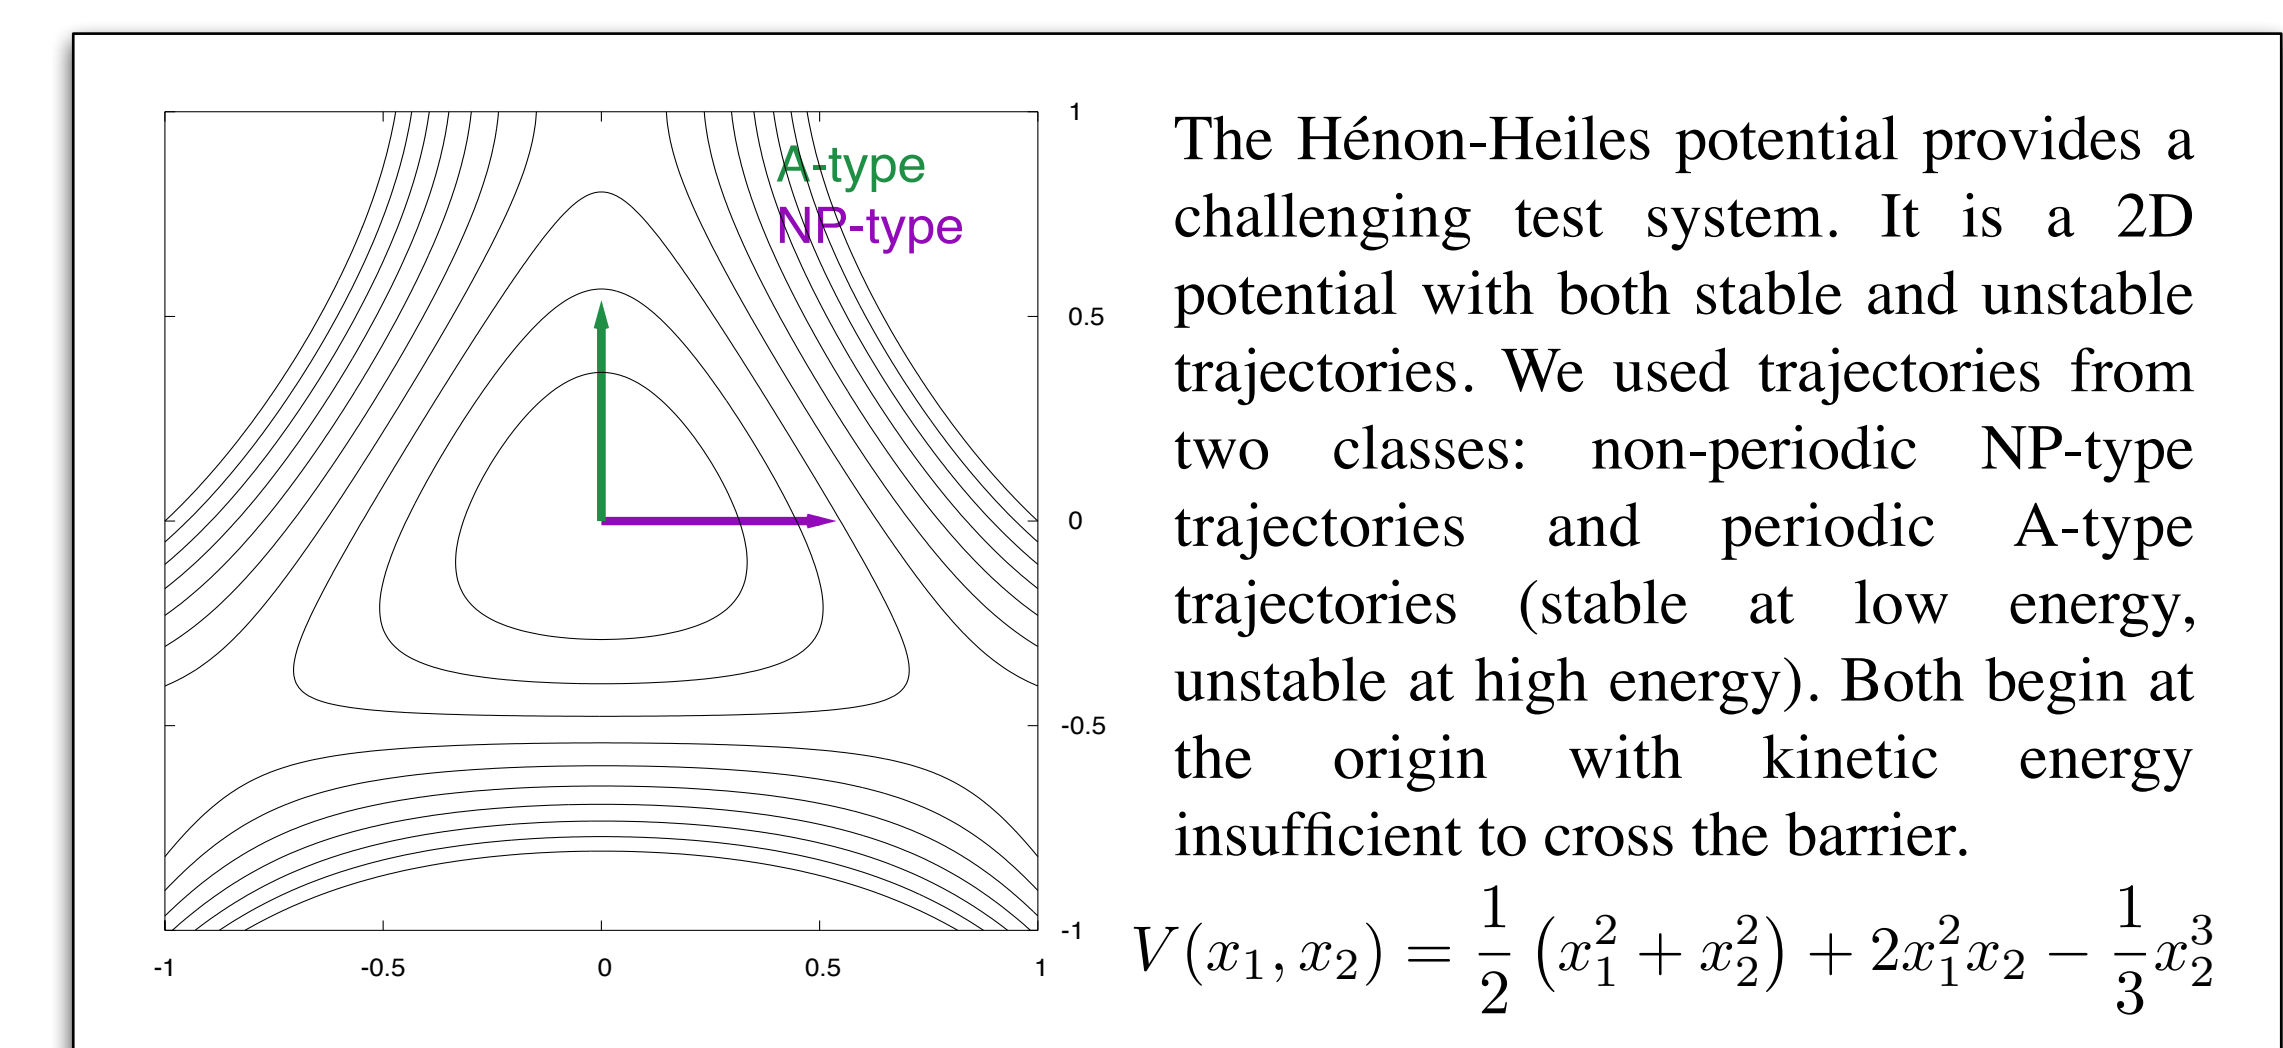 A-type
NP-type
1
0.5
0
-0.5
-1
-1
-0.5
0
0.5
1
The Hénon-Heiles potential provides a
challenging test system. It is a 2D
potential with both stable and unstable
trajectories. We used trajectories from
two classes: non-periodic NP-type
trajectories and periodic A-type
trajectories (stable at low energy,
unstable at high energy). Both begin at
the origin with kinetic energy
insufficient to cross the barrier.
V(x₁, x₂) = 1/2 (x₁² + x₂²) + 2x₁²x₂ − 1/3 x₂³